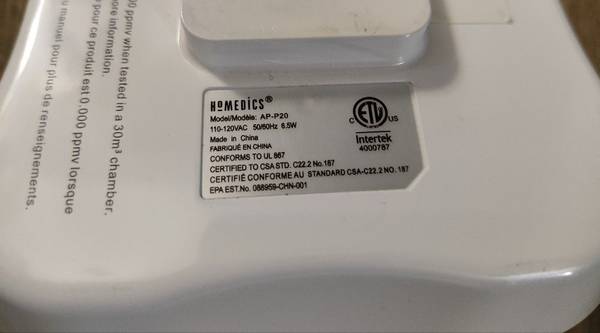 HoMEDICS®
Model/Modèle: AP-P20
110-120VAC 50/60Hz 6.5W
Made in China
FABRIQUÉ EN CHINA
CONFORMS TO UL 867
CERTIFIED TO CSA STD. C22.2 No.187
CERTIFIÉ CONFORME AU STANDARD CSA-C22.2 NO. 187
EPA EST.No. 088959-CHN-001
C ETL US
Intertek
4000787
ppmv when tested in a 30m³ chamber.
ore information.
pour ce produit est 0.000 ppmv lorsque
manuel pour plus de renseignements.